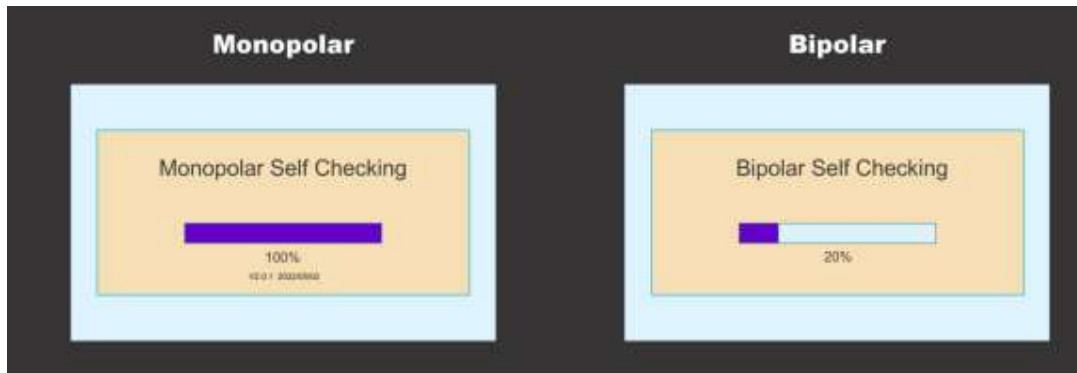 Monopolar
Monopolar Self Checking
100%
Bipolar
Bipolar Self Checking
20%